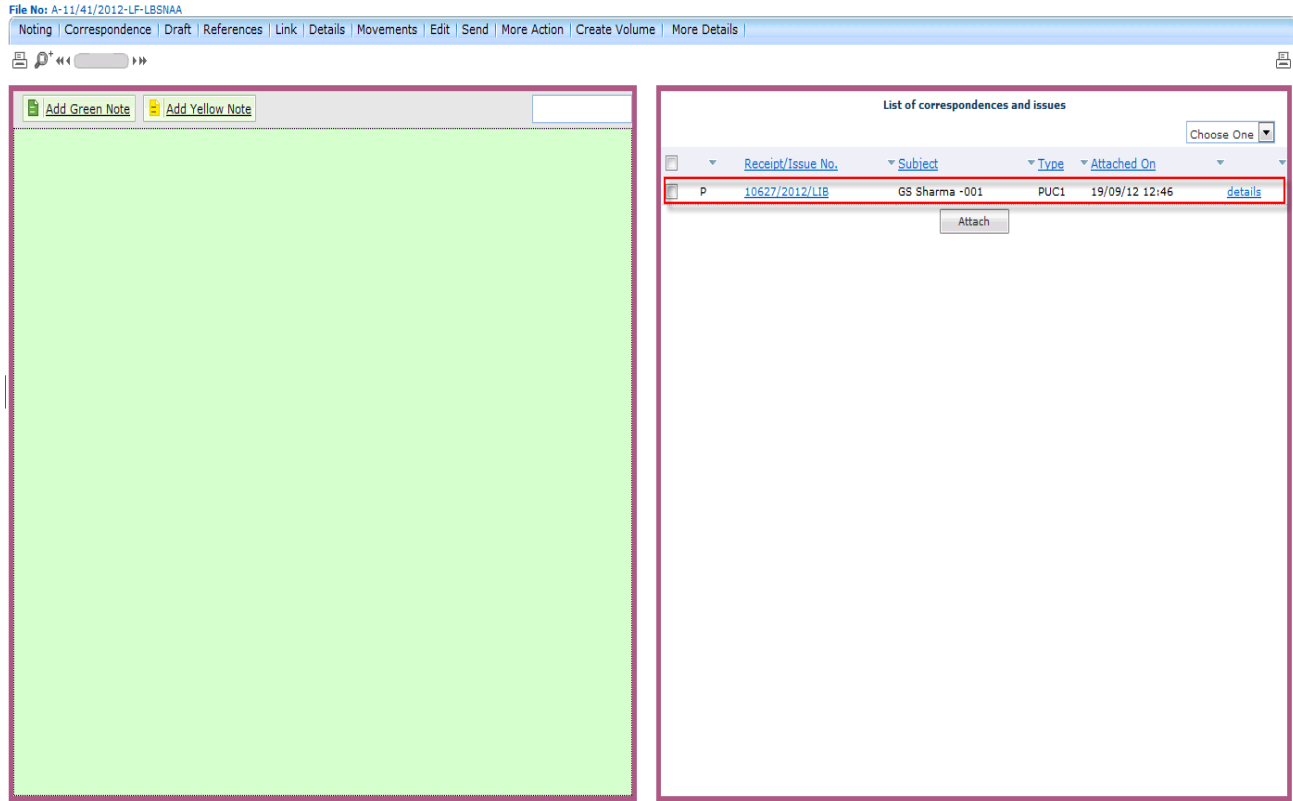 File No: A-11/41/2012-LF-LBSNAA
Noting | Correspondence | Draft | References | Link | Details | Movements | Edit | Send | More Action | Create Volume | More Details |
Add Green Note Add Yellow Note
List of correspondences and issues
Choose One
Receipt/Issue No. Subject Type Attached On
P 10627/2012/LIB GS Sharma -001 PUC1 19/09/12 12:46 details
Attach